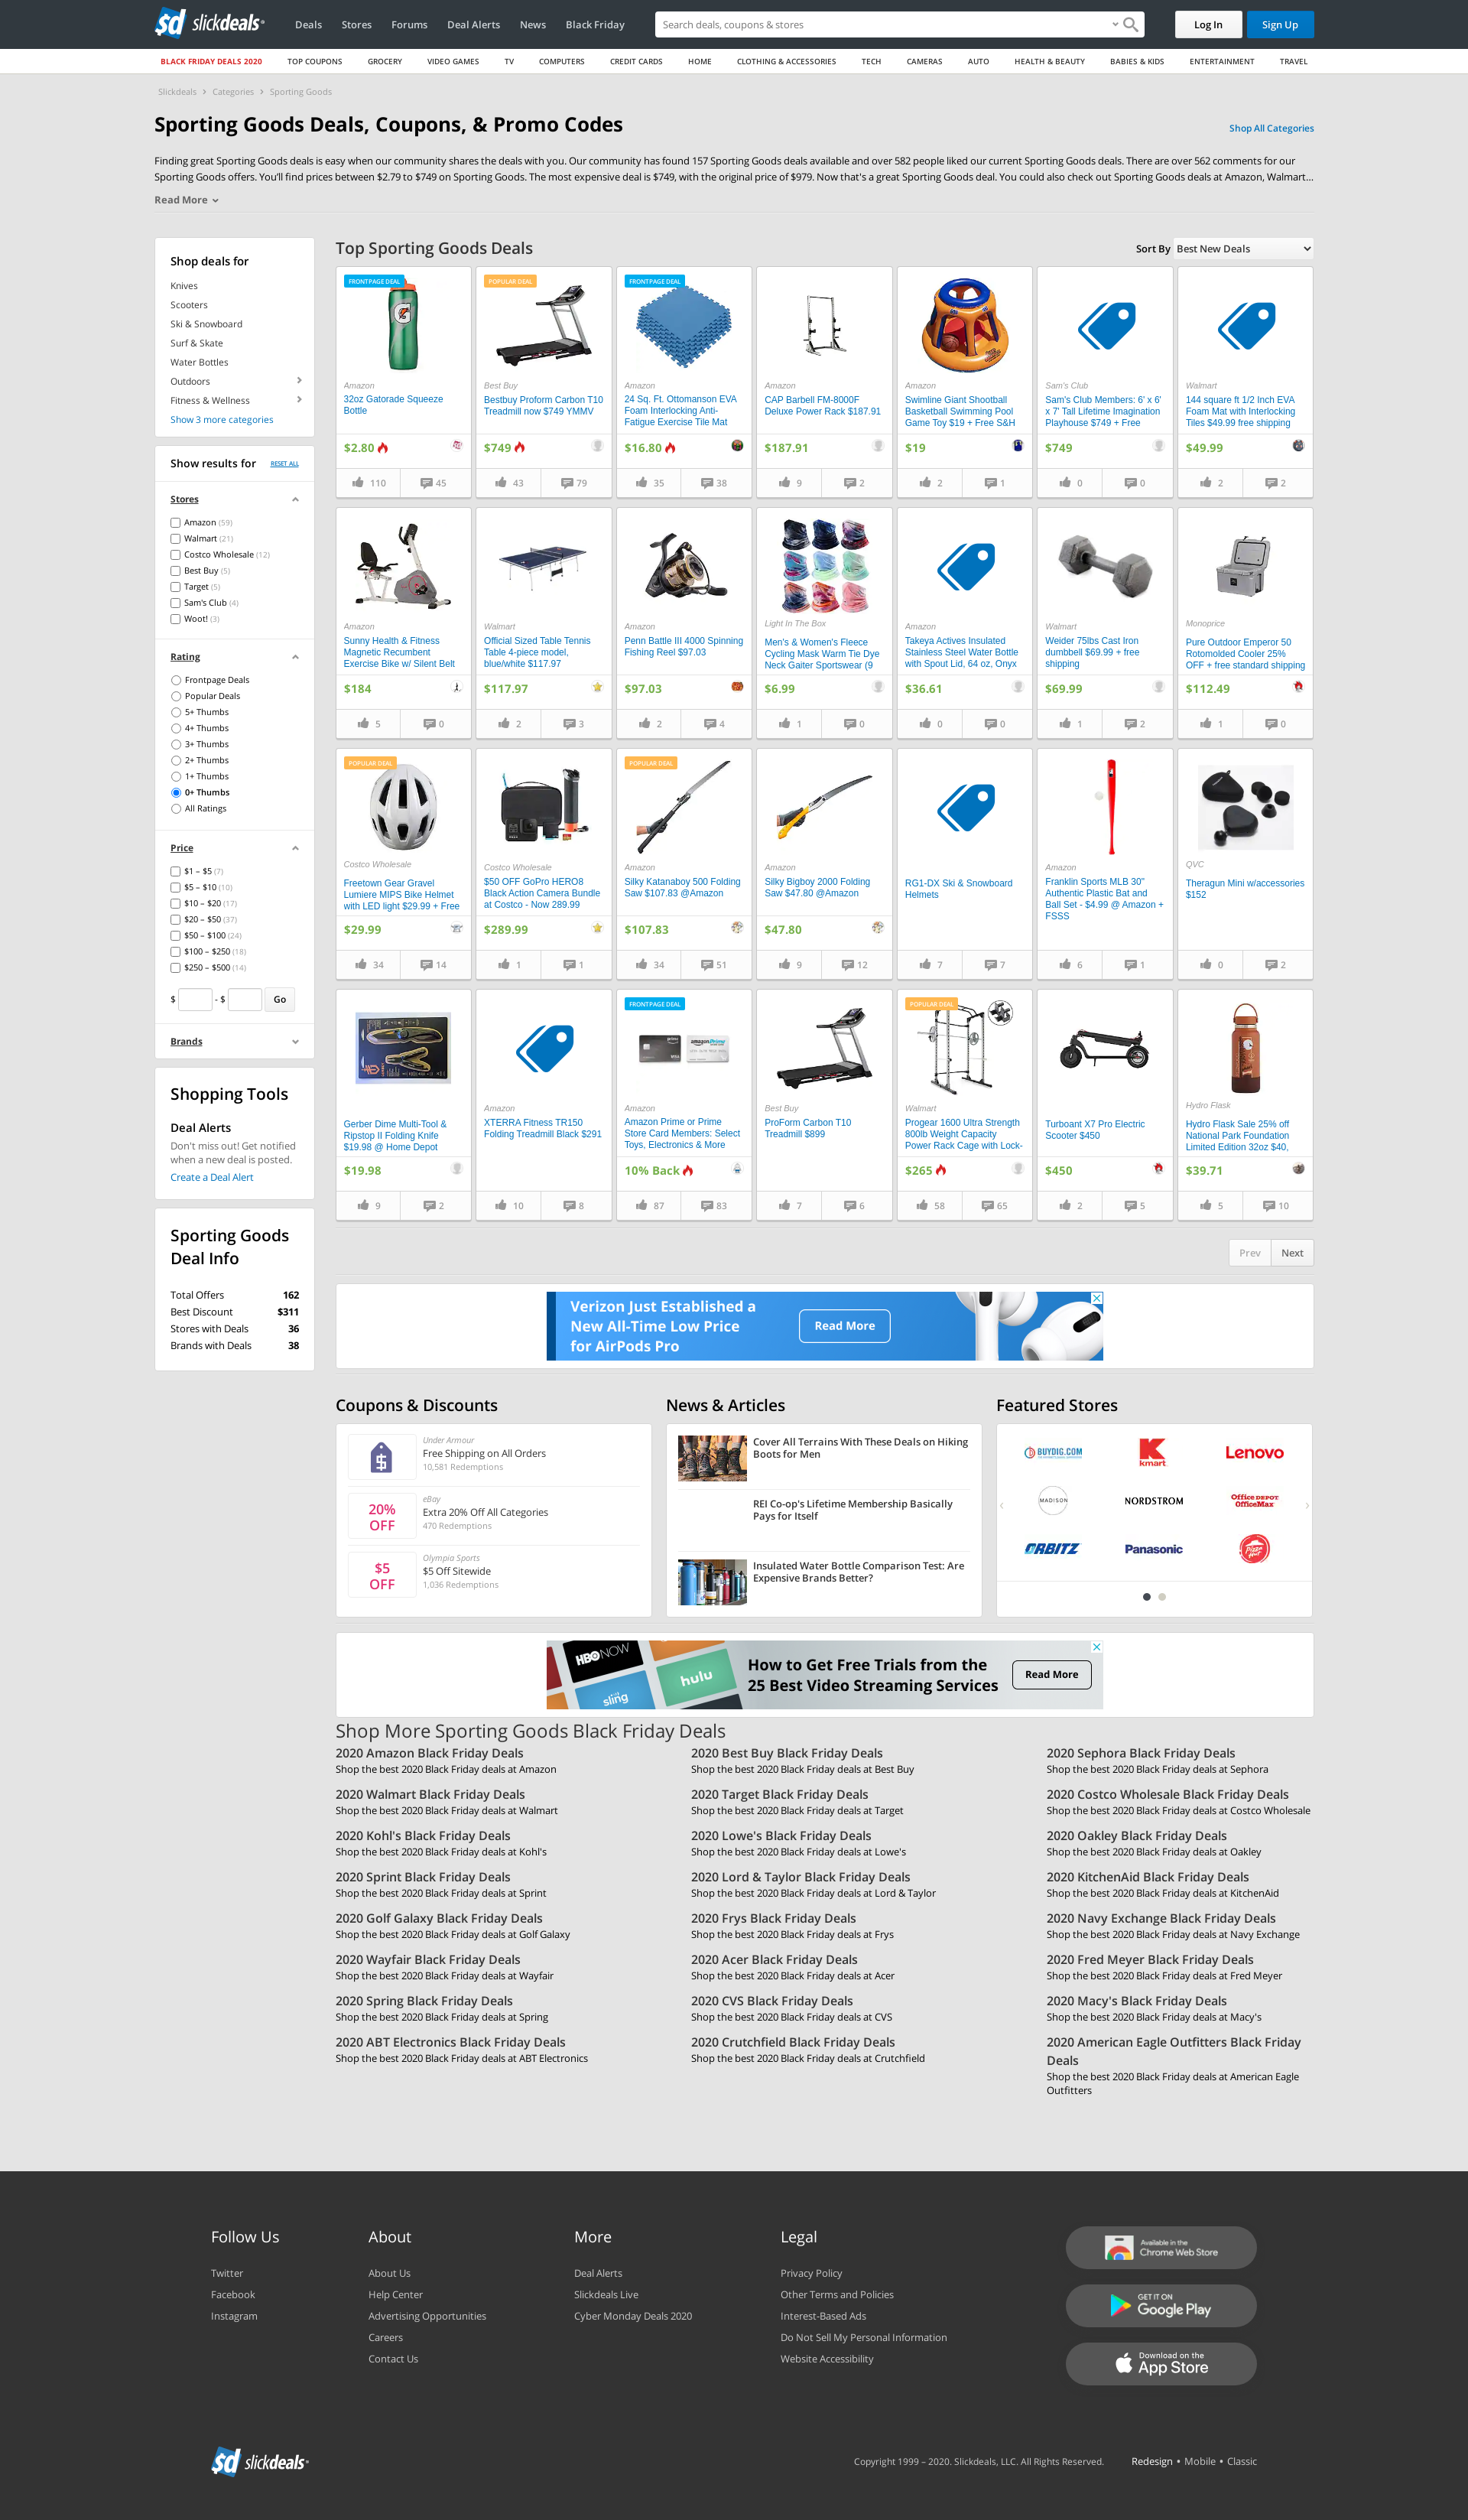 sd slickdeals
Deals
Stores
Forums
Deal Alerts
News
Black Friday
Search deals, coupons & stores
Log In
Sign Up
BLACK FRIDAY DEALS 2020
TOP COUPONS
GROCERY
VIDEO GAMES
TV
COMPUTERS
CREDIT CARDS
HOME
CLOTHING & ACCESSORIES
TECH
CAMERAS
AUTO
HEALTH & BEAUTY
BABIES & KIDS
ENTERTAINMENT
TRAVEL
Slickdeals > Categories > Sporting Goods
Sporting Goods Deals, Coupons, & Promo Codes
Shop All Categories
Finding great Sporting Goods deals is easy when our community shares the deals with you. Our community has found 157 Sporting Goods deals available and over 582 people liked our current Sporting Goods deals. There are over 562 comments for our
Sporting Goods offers. You'll find prices between $2.79 to $749 on Sporting Goods. The most expensive deal is $749, with the original price of $979. Now that's a great Sporting Goods deal. You could also check out Sporting Goods deals at Amazon, Walmart...
Read More
Shop deals for
Knives
Scooters
Ski & Snowboard
Surf & Skate
Water Bottles
Outdoors
Fitness & Wellness
Show 3 more categories
Show results for
RESET ALL
Stores
Amazon (59)
Walmart (21)
Costco Wholesale (12)
Best Buy (5)
Target (5)
Sam's Club (4)
Woot! (3)
Rating
Frontpage Deals
Popular Deals
5+ Thumbs
4+ Thumbs
3+ Thumbs
2+ Thumbs
1+ Thumbs
0+ Thumbs
All Ratings
Price
$1 – $5 (7)
$5 – $10 (10)
$10 – $20 (17)
$20 – $50 (37)
$50 – $100 (24)
$100 – $250 (18)
$250 – $500 (14)
$ - $ Go
Brands
Shopping Tools
Deal Alerts
Don't miss out! Get notified
when a new deal is posted.
Create a Deal Alert
Sporting Goods
Deal Info
Total Offers 162
Best Discount $311
Stores with Deals 36
Brands with Deals 38
Top Sporting Goods Deals
Sort By Best New Deals
FRONTPAGE DEAL
Amazon
32oz Gatorade Squeeze
Bottle
$2.80
110 45
POPULAR DEAL
Best Buy
Bestbuy Proform Carbon T10
Treadmill now $749 YMMV
$749
43 79
FRONTPAGE DEAL
Amazon
24 Sq. Ft. Ottomanson EVA
Foam Interlocking Anti-
Fatigue Exercise Tile Mat
$16.80
35 38
Amazon
CAP Barbell FM-8000F
Deluxe Power Rack $187.91
$187.91
9 2
Amazon
Swimline Giant Shootball
Basketball Swimming Pool
Game Toy $19 + Free S&H
$19
2 1
Sam's Club
Sam's Club Members: 6' x 6'
x 7' Tall Lifetime Imagination
Playhouse $749 + Free
$749
0 0
Walmart
144 square ft 1/2 Inch EVA
Foam Mat with Interlocking
Tiles $49.99 free shipping
$49.99
2 2
Amazon
Sunny Health & Fitness
Magnetic Recumbent
Exercise Bike w/ Silent Belt
$184
5 0
Walmart
Official Sized Table Tennis
Table 4-piece model,
blue/white $117.97
$117.97
2 3
Amazon
Penn Battle III 4000 Spinning
Fishing Reel $97.03
$97.03
2 4
Light In The Box
Men's & Women's Fleece
Cycling Mask Warm Tie Dye
Neck Gaiter Sportswear (9
$6.99
1 0
Amazon
Takeya Actives Insulated
Stainless Steel Water Bottle
with Spout Lid, 64 oz, Onyx
$36.61
0 0
Walmart
Weider 75lbs Cast Iron
dumbbell $69.99 + free
shipping
$69.99
1 2
Monoprice
Pure Outdoor Emperor 50
Rotomolded Cooler 25%
OFF + free standard shipping
$112.49
1 0
POPULAR DEAL
Costco Wholesale
Freetown Gear Gravel
Lumiere MIPS Bike Helmet
with LED light $29.99 + Free
$29.99
34 14
Costco Wholesale
$50 OFF GoPro HERO8
Black Action Camera Bundle
at Costco - Now 289.99
$289.99
1 1
POPULAR DEAL
Amazon
Silky Katanaboy 500 Folding
Saw $107.83 @Amazon
$107.83
34 51
Amazon
Silky Bigboy 2000 Folding
Saw $47.80 @Amazon
$47.80
9 12
RG1-DX Ski & Snowboard
Helmets
7 7
Amazon
Franklin Sports MLB 30"
Authentic Plastic Bat and
Ball Set - $4.99 @ Amazon +
FSSS
6 1
QVC
Theragun Mini w/accessories
$152
0 2
Gerber Dime Multi-Tool &
Ripstop II Folding Knife
$19.98 @ Home Depot
$19.98
9 2
Amazon
XTERRA Fitness TR150
Folding Treadmill Black $291
10 8
FRONTPAGE DEAL
Amazon
Amazon Prime or Prime
Store Card Members: Select
Toys, Electronics & More
10% Back
87 83
Best Buy
ProForm Carbon T10
Treadmill $899
7 6
POPULAR DEAL
Walmart
Progear 1600 Ultra Strength
800lb Weight Capacity
Power Rack Cage with Lock-
$265
58 65
Turboant X7 Pro Electric
Scooter $450
$450
2 5
Hydro Flask
Hydro Flask Sale 25% off
National Park Foundation
Limited Edition 32oz $40,
$39.71
5 10
Prev Next
Verizon Just Established a
New All-Time Low Price
for AirPods Pro
Read More
Coupons & Discounts
Under Armour
Free Shipping on All Orders
10,581 Redemptions
20%
OFF
eBay
Extra 20% Off All Categories
470 Redemptions
$5
OFF
Olympia Sports
$5 Off Sitewide
1,036 Redemptions
News & Articles
Cover All Terrains With These Deals on Hiking
Boots for Men
REI Co-op's Lifetime Membership Basically
Pays for Itself
Insulated Water Bottle Comparison Test: Are
Expensive Brands Better?
Featured Stores
BUYDIG.COM
K kmart
Lenovo
MADISON
NORDSTROM
Office DEPOT
OfficeMax
ORBITZ
Panasonic
Pizza Hut
HBO NOW
hulu
sling
How to Get Free Trials from the
25 Best Video Streaming Services
Read More
Shop More Sporting Goods Black Friday Deals
2020 Amazon Black Friday Deals
Shop the best 2020 Black Friday deals at Amazon
2020 Best Buy Black Friday Deals
Shop the best 2020 Black Friday deals at Best Buy
2020 Sephora Black Friday Deals
Shop the best 2020 Black Friday deals at Sephora
2020 Walmart Black Friday Deals
Shop the best 2020 Black Friday deals at Walmart
2020 Target Black Friday Deals
Shop the best 2020 Black Friday deals at Target
2020 Costco Wholesale Black Friday Deals
Shop the best 2020 Black Friday deals at Costco Wholesale
2020 Kohl's Black Friday Deals
Shop the best 2020 Black Friday deals at Kohl's
2020 Lowe's Black Friday Deals
Shop the best 2020 Black Friday deals at Lowe's
2020 Oakley Black Friday Deals
Shop the best 2020 Black Friday deals at Oakley
2020 Sprint Black Friday Deals
Shop the best 2020 Black Friday deals at Sprint
2020 Lord & Taylor Black Friday Deals
Shop the best 2020 Black Friday deals at Lord & Taylor
2020 KitchenAid Black Friday Deals
Shop the best 2020 Black Friday deals at KitchenAid
2020 Golf Galaxy Black Friday Deals
Shop the best 2020 Black Friday deals at Golf Galaxy
2020 Frys Black Friday Deals
Shop the best 2020 Black Friday deals at Frys
2020 Navy Exchange Black Friday Deals
Shop the best 2020 Black Friday deals at Navy Exchange
2020 Wayfair Black Friday Deals
Shop the best 2020 Black Friday deals at Wayfair
2020 Acer Black Friday Deals
Shop the best 2020 Black Friday deals at Acer
2020 Fred Meyer Black Friday Deals
Shop the best 2020 Black Friday deals at Fred Meyer
2020 Spring Black Friday Deals
Shop the best 2020 Black Friday deals at Spring
2020 CVS Black Friday Deals
Shop the best 2020 Black Friday deals at CVS
2020 Macy's Black Friday Deals
Shop the best 2020 Black Friday deals at Macy's
2020 ABT Electronics Black Friday Deals
Shop the best 2020 Black Friday deals at ABT Electronics
2020 Crutchfield Black Friday Deals
Shop the best 2020 Black Friday deals at Crutchfield
2020 American Eagle Outfitters Black Friday
Deals
Shop the best 2020 Black Friday deals at American Eagle
Outfitters
Follow Us
Twitter
Facebook
Instagram
About
About Us
Help Center
Advertising Opportunities
Careers
Contact Us
More
Deal Alerts
Slickdeals Live
Cyber Monday Deals 2020
Legal
Privacy Policy
Other Terms and Policies
Interest-Based Ads
Do Not Sell My Personal Information
Website Accessibility
Available in the
Chrome Web Store
GET IT ON
Google Play
Download on the
App Store
sd slickdeals
Copyright 1999 – 2020. Slickdeals, LLC. All Rights Reserved.
Redesign • Mobile • Classic